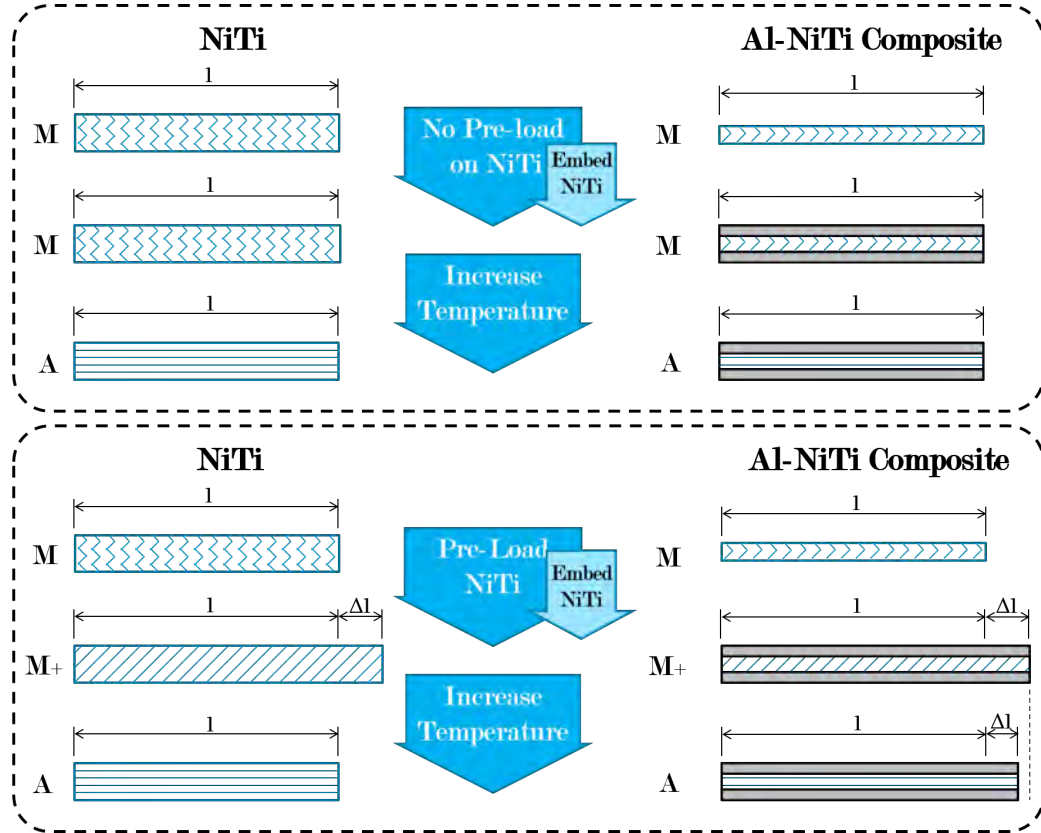 NiTi
Al-NiTi Composite
l
l
M
No Pre-load
on NiTi
Embed
NiTi
M
l
l
M
M
Increase
Temperature
l
l
A
A
NiTi
Al-NiTi Composite
l
l
M
Pre-Load
NiTi
Embed
NiTi
M
l
Δl
l
Δl
M+
M+
Increase
Temperature
l
l
Δl
A
A